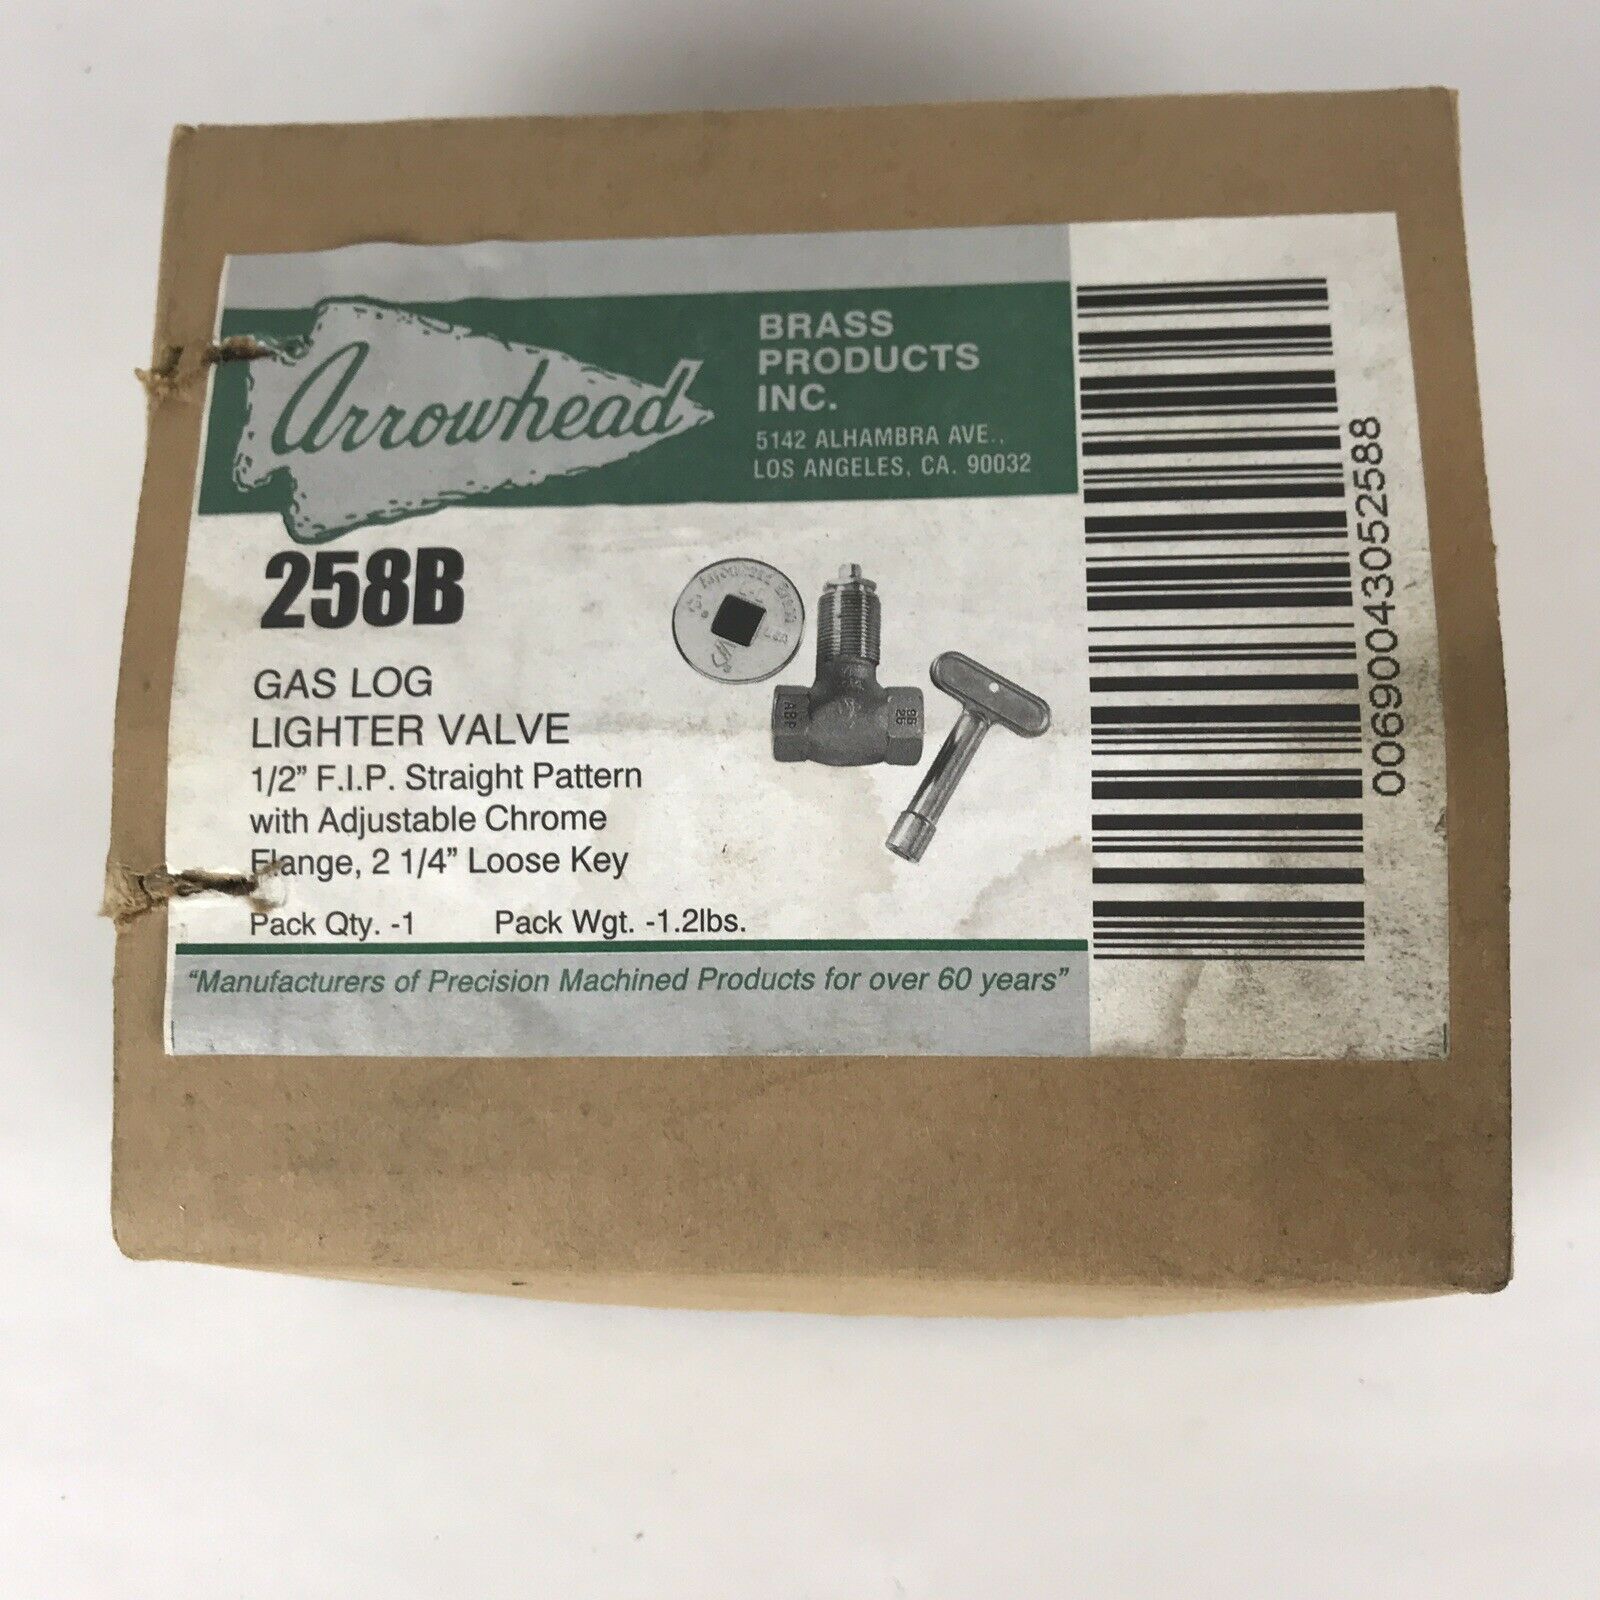 Arrowhead
BRASS
PRODUCTS
INC.
5142 ALHAMBRA AVE.,
LOS ANGELES, CA. 90032
258B
GAS LOG
LIGHTER VALVE
1/2" F.I.P. Straight Pattern
with Adjustable Chrome
Flange, 2 1/4" Loose Key
Pack Qty. -1 Pack Wgt. -1.2lbs.
"Manufacturers of Precision Machined Products for over 60 years"
ABP
00690043052588